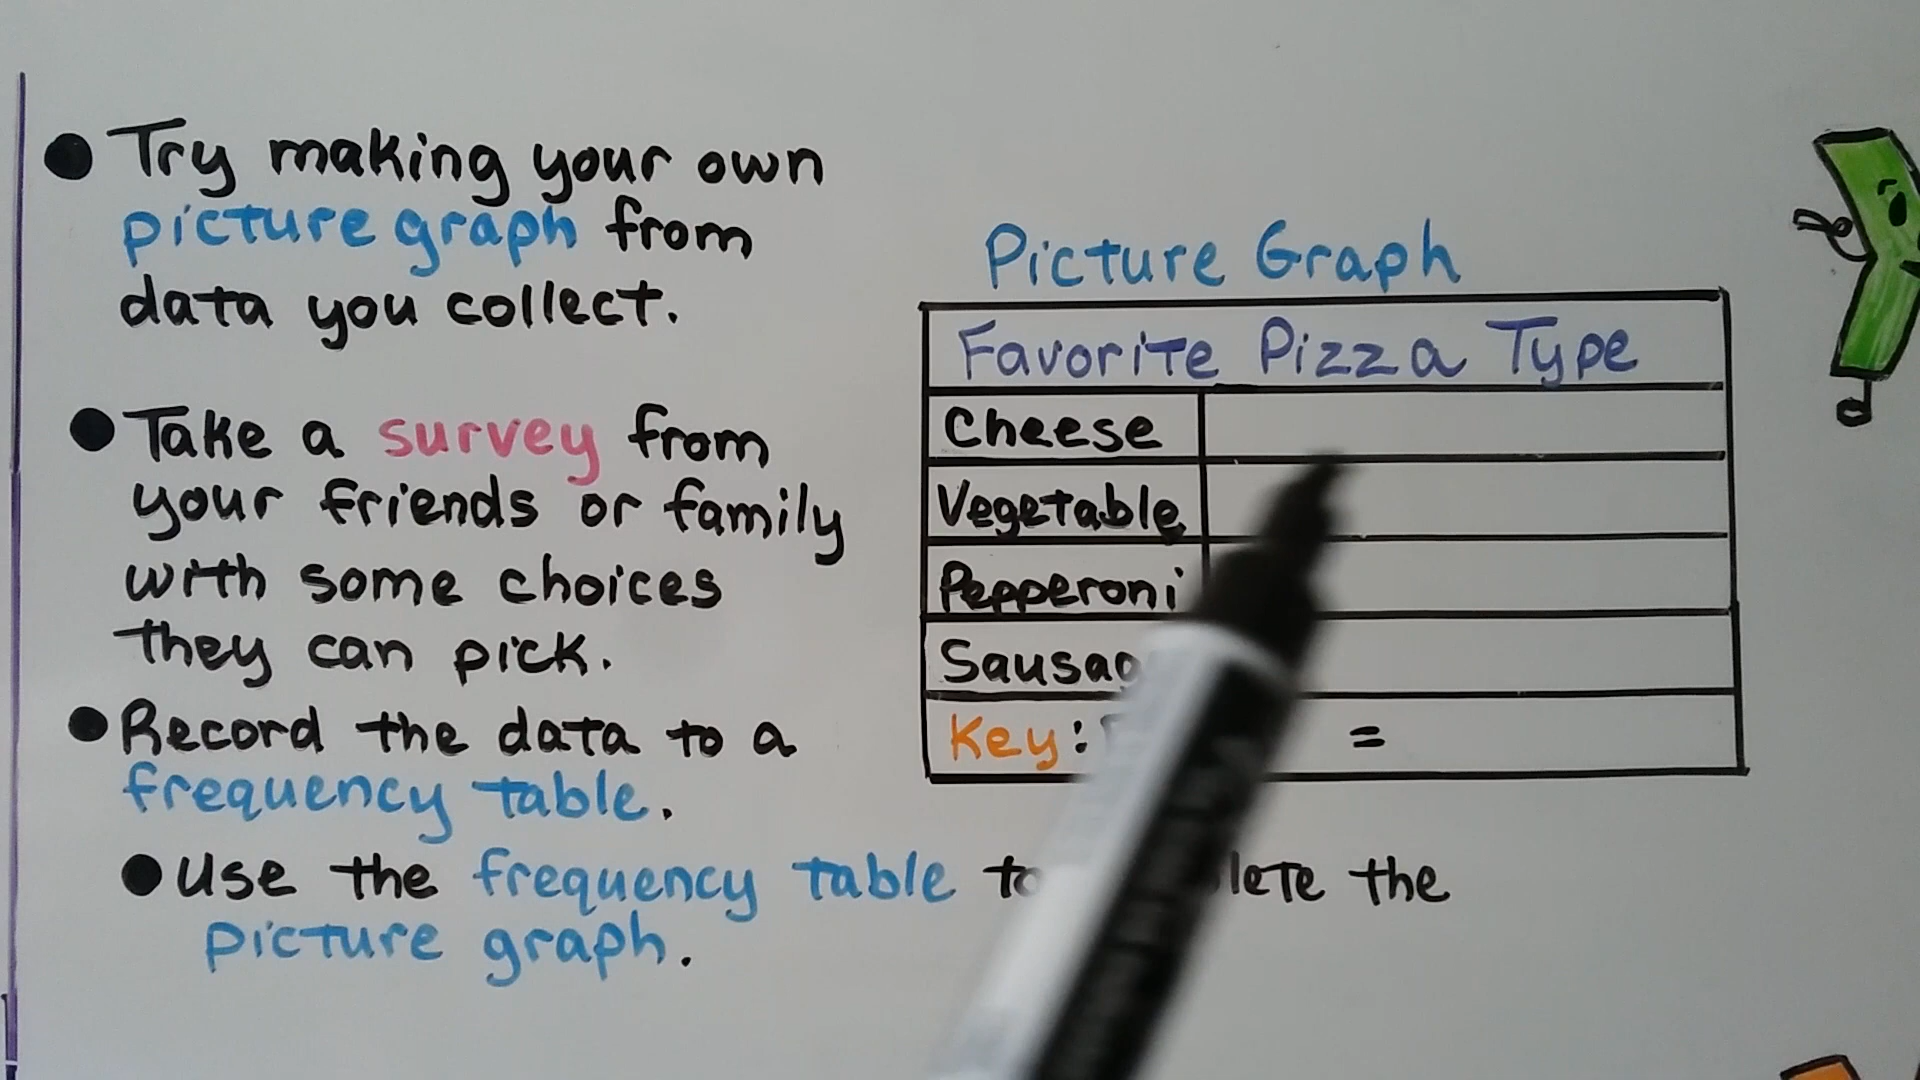 ● Try making your own
picture graph from
data you collect.
● Take a survey from
your friends or family
with some choices
they can pick.
● Record the data to a
frequency table.
● Use the frequency table to the
picture graph.
Picture Graph
Favorite Pizza Type
Cheese
Vegetable
Pepperoni
Key: =